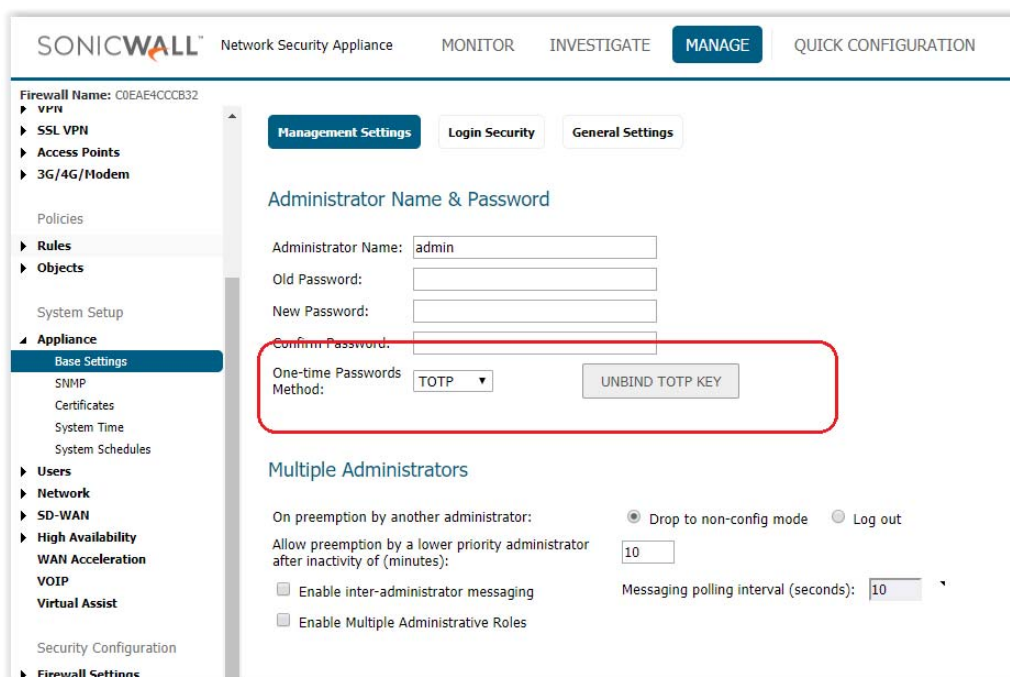 SONICWALL Network Security Appliance MONITOR INVESTIGATE MANAGE QUICK CONFIGURATION
Firewall Name: C0EAE4CCCB32
VPN
SSL VPN
Access Points
3G/4G/Modem
Policies
Rules
Objects
System Setup
Appliance
Base Settings
SNMP
Certificates
System Time
System Schedules
Users
Network
SD-WAN
High Availability
WAN Acceleration
VOIP
Virtual Assist
Security Configuration
Firewall Settings
Management Settings Login Security General Settings
Administrator Name & Password
Administrator Name: admin
Old Password:
New Password:
Confirm Password:
One-time Passwords
Method: TOTP UNBIND TOTP KEY
Multiple Administrators
On preemption by another administrator: Drop to non-config mode Log out
Allow preemption by a lower priority administrator
after inactivity of (minutes): 10
Enable inter-administrator messaging Messaging polling interval (seconds): 10
Enable Multiple Administrative Roles